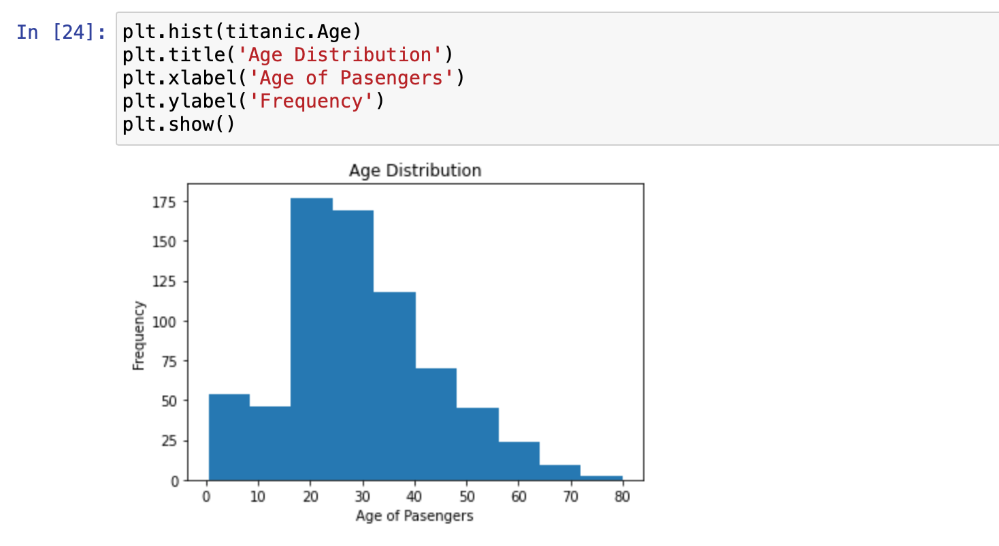 In [24]: plt.hist(titanic.Age)
plt.title('Age Distribution')
plt.xlabel('Age of Pasengers')
plt.ylabel('Frequency')
plt.show()
Age Distribution
175
150
125
100
75
50
25
0
Frequency
0 10 20 30 40 50 60 70 80
Age of Pasengers